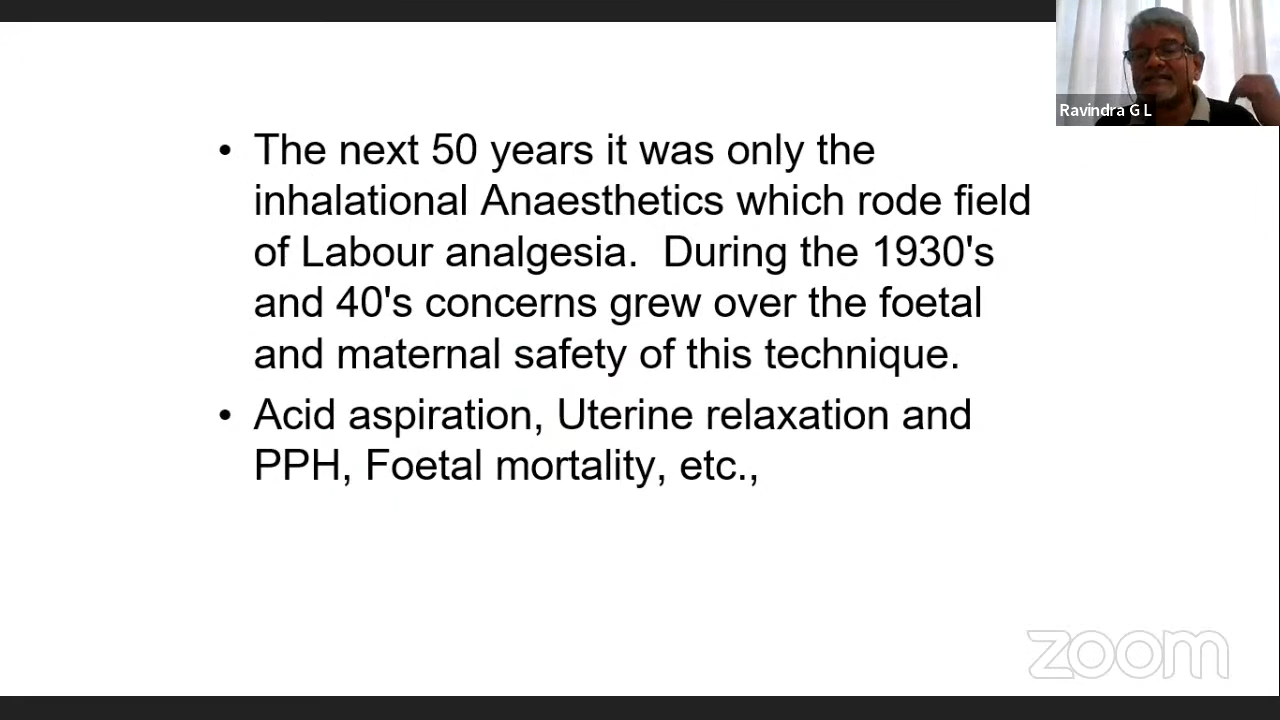 Ravindra G L
• The next 50 years it was only the
inhalational Anaesthetics which rode field
of Labour analgesia.  During the 1930's
and 40's concerns grew over the foetal
and maternal safety of this technique.
• Acid aspiration, Uterine relaxation and
PPH, Foetal mortality, etc.,
zoom